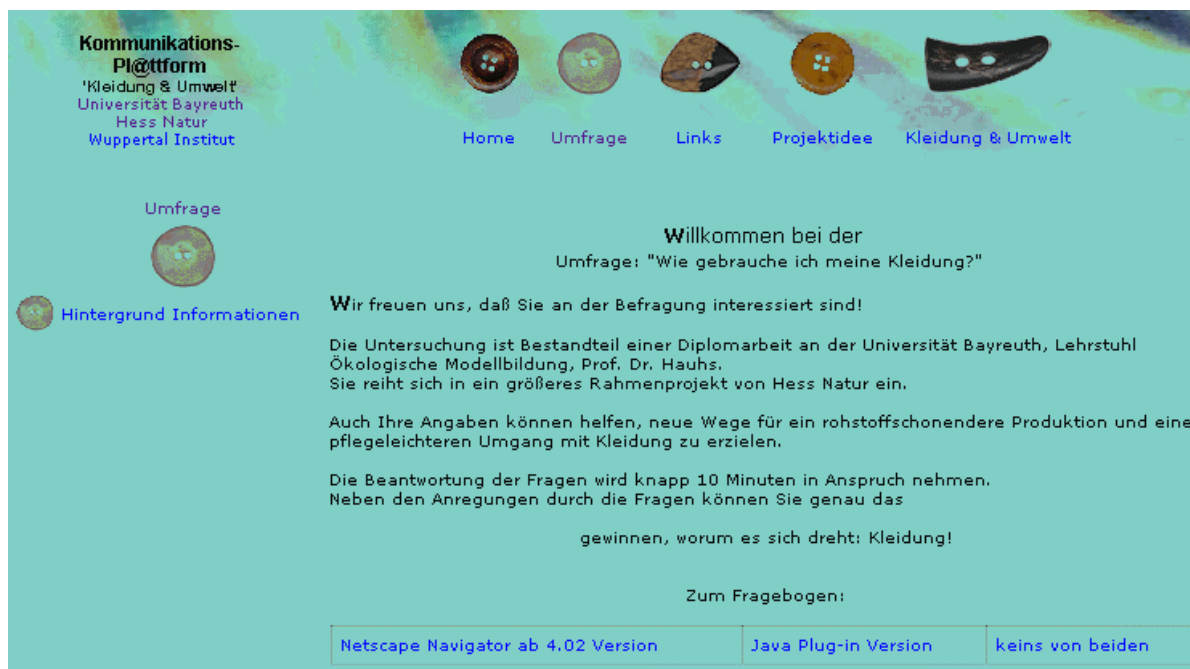 Kommunikations-
Pl@ttform
'Kleidung & Umwelt'
Universität Bayreuth
Hess Natur
Wuppertal Institut
Home Umfrage Links Projektidee Kleidung & Umwelt
Umfrage
Hintergrund Informationen
Willkommen bei der
Umfrage: "Wie gebrauche ich meine Kleidung?"
Wir freuen uns, daß Sie an der Befragung interessiert sind!
Die Untersuchung ist Bestandteil einer Diplomarbeit an der Universität Bayreuth, Lehrstuhl
Ökologische Modellbildung, Prof. Dr. Hauhs.
Sie reiht sich in ein größeres Rahmenprojekt von Hess Natur ein.
Auch Ihre Angaben können helfen, neue Wege für ein rohstoffschonendere Produktion und eine
pflegeleichteren Umgang mit Kleidung zu erzielen.
Die Beantwortung der Fragen wird knapp 10 Minuten in Anspruch nehmen.
Neben den Anregungen durch die Fragen können Sie genau das
gewinnen, worum es sich dreht: Kleidung!
Zum Fragebogen:
Netscape Navigator ab 4.02 Version Java Plug-in Version keins von beiden